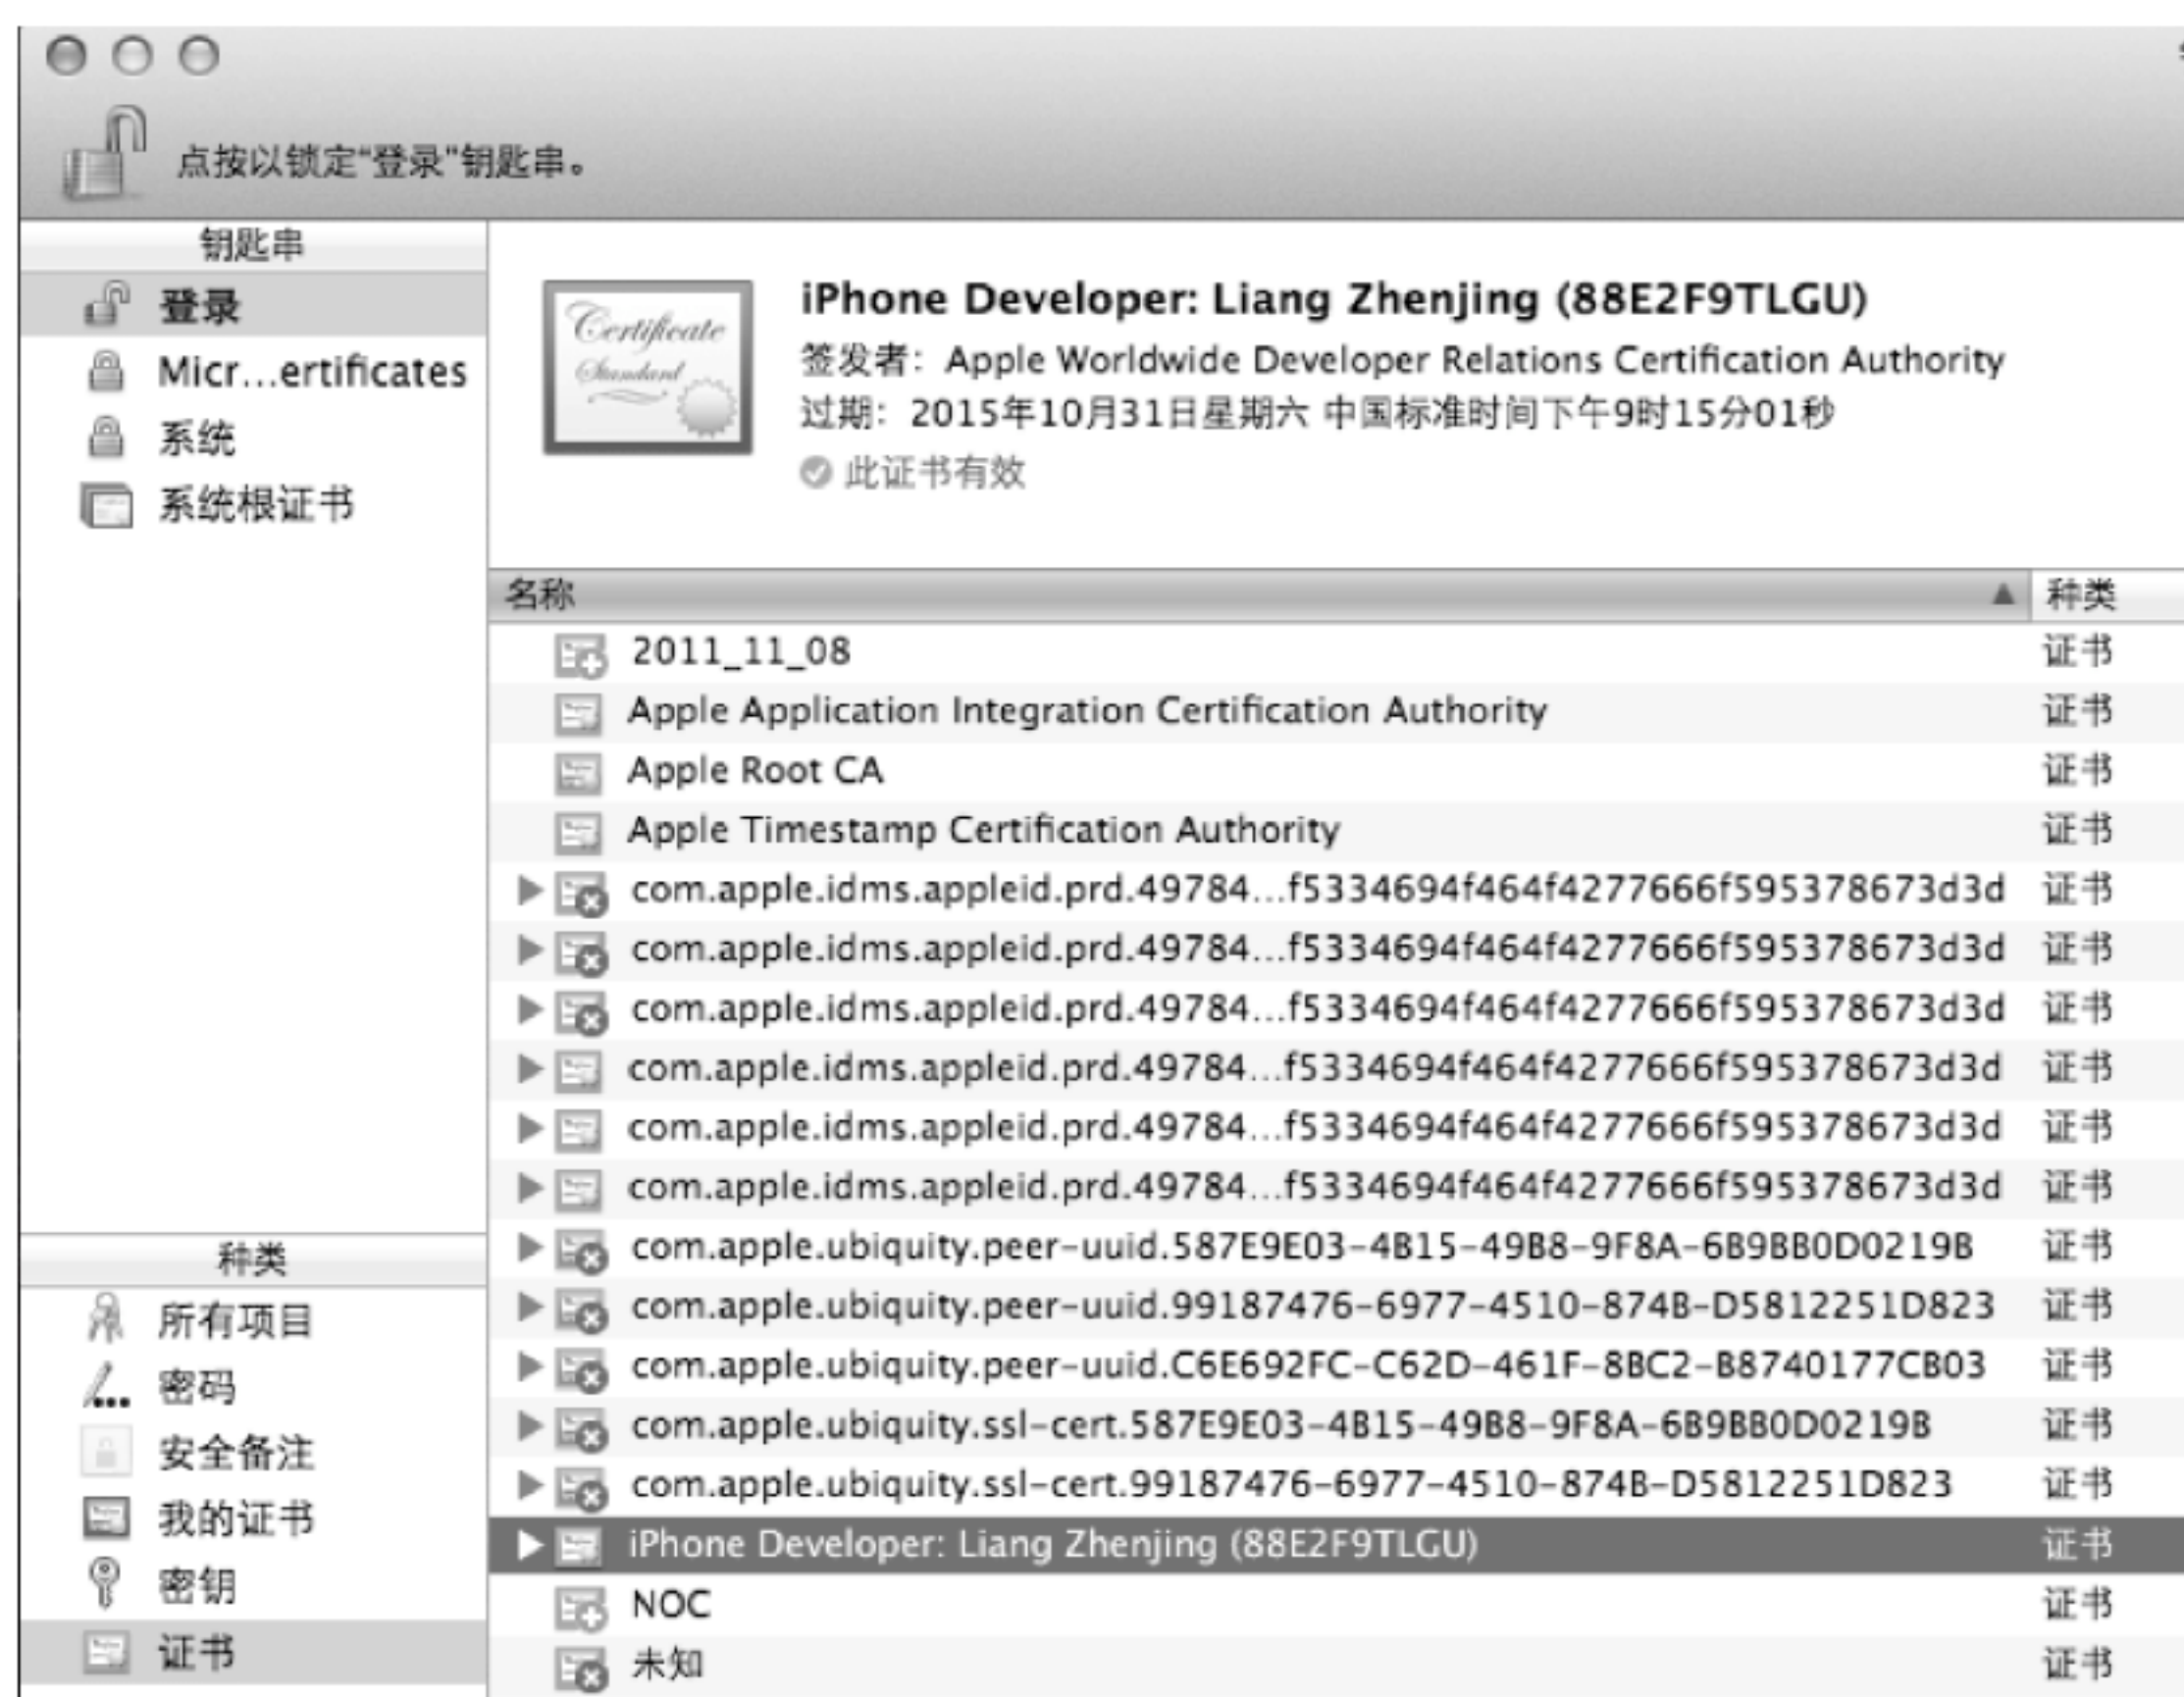 点按以锁定“登录”钥匙串。
钥匙串
登录
Micr...ertificates
系统
系统根证书
Certificate
Standard
iPhone Developer: Liang Zhenjing (88E2F9TLGU)
签发者：Apple Worldwide Developer Relations Certification Authority
过期：2015年10月31日星期六 中国标准时间下午9时15分01秒
此证书有效
名称 种类
2011_11_08 证书
Apple Application Integration Certification Authority 证书
Apple Root CA 证书
Apple Timestamp Certification Authority 证书
com.apple.idms.appleid.prd.49784...f5334694f464f4277666f595378673d3d 证书
com.apple.idms.appleid.prd.49784...f5334694f464f4277666f595378673d3d 证书
com.apple.idms.appleid.prd.49784...f5334694f464f4277666f595378673d3d 证书
com.apple.idms.appleid.prd.49784...f5334694f464f4277666f595378673d3d 证书
com.apple.idms.appleid.prd.49784...f5334694f464f4277666f595378673d3d 证书
com.apple.idms.appleid.prd.49784...f5334694f464f4277666f595378673d3d 证书
com.apple.ubiquity.peer-uuid.587E9E03-4B15-49B8-9F8A-6B9BB0D0219B 证书
com.apple.ubiquity.peer-uuid.99187476-6977-4510-874B-D5812251D823 证书
com.apple.ubiquity.peer-uuid.C6E692FC-C62D-461F-8BC2-B8740177CB03 证书
com.apple.ubiquity.ssl-cert.587E9E03-4B15-49B8-9F8A-6B9BB0D0219B 证书
com.apple.ubiquity.ssl-cert.99187476-6977-4510-874B-D5812251D823 证书
iPhone Developer: Liang Zhenjing (88E2F9TLGU) 证书
NOC 证书
未知 证书
种类
所有项目
密码
安全备注
我的证书
密钥
证书